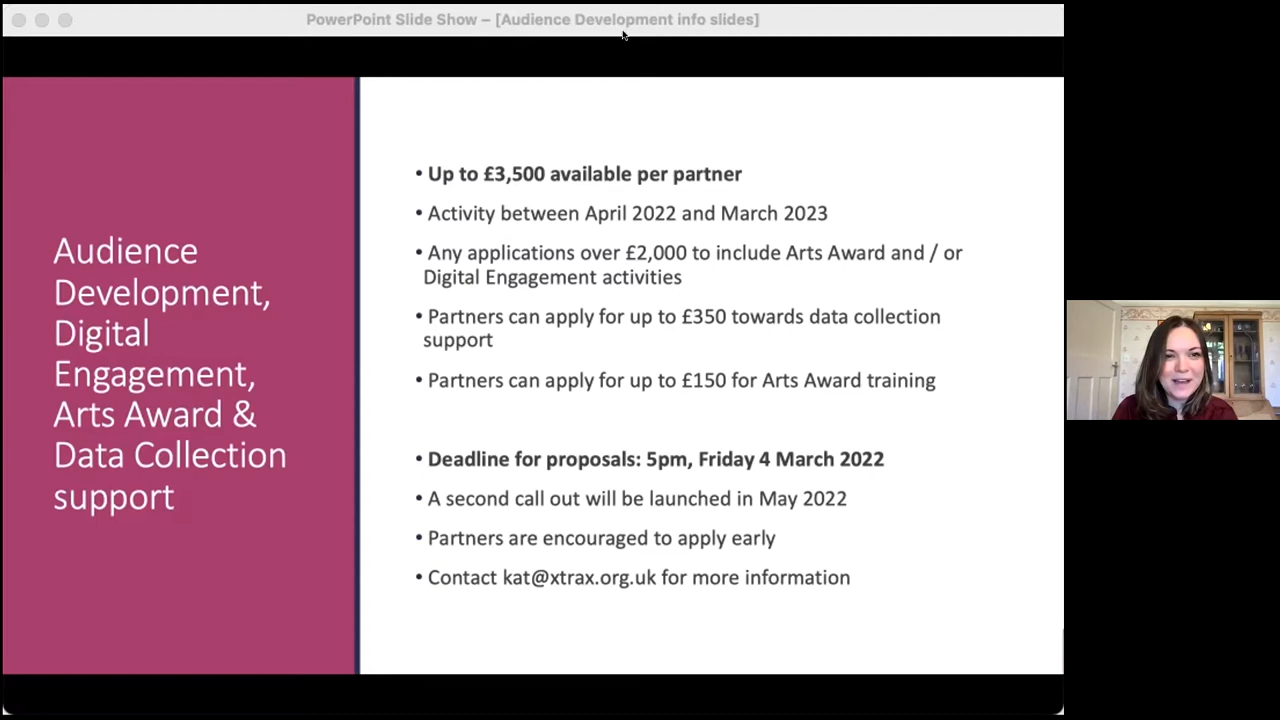 PowerPoint Slide Show – [Audience Development info slides]
Audience
Development,
Digital
Engagement,
Arts Award &
Data Collection
support
• Up to £3,500 available per partner
• Activity between April 2022 and March 2023
• Any applications over £2,000 to include Arts Award and / or
Digital Engagement activities
• Partners can apply for up to £350 towards data collection
support
• Partners can apply for up to £150 for Arts Award training
• Deadline for proposals: 5pm, Friday 4 March 2022
• A second call out will be launched in May 2022
• Partners are encouraged to apply early
• Contact kat@xtrax.org.uk for more information